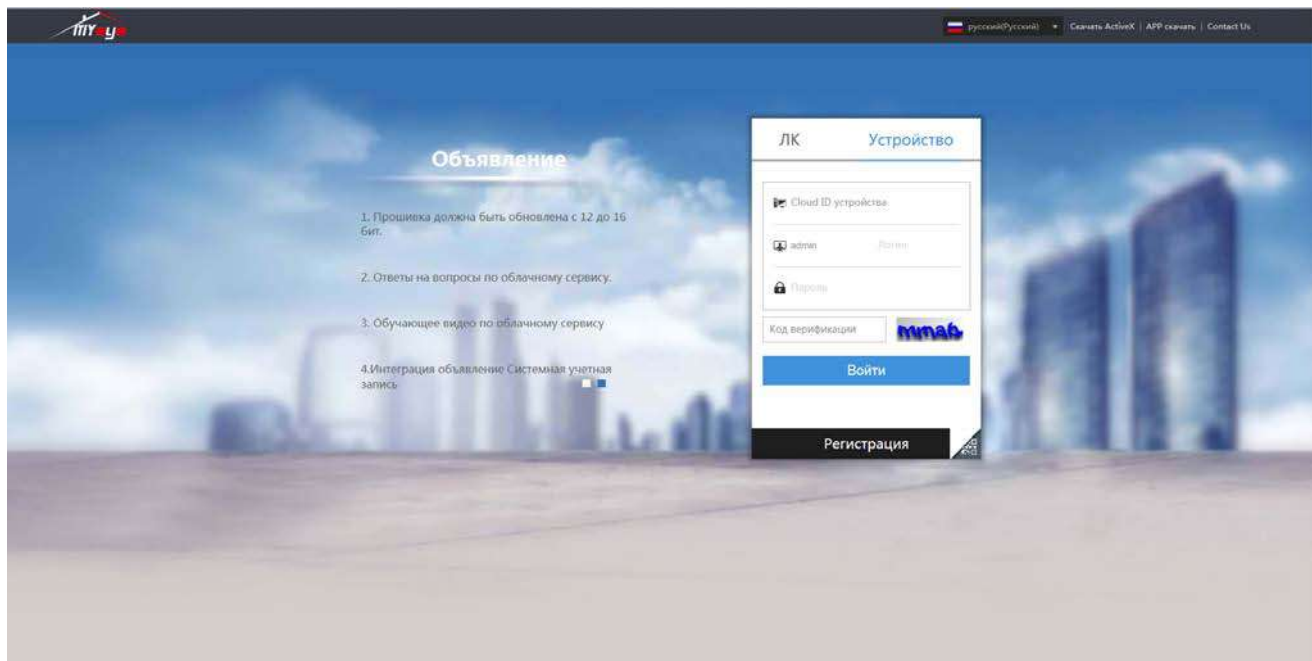 MYeye
русский(Русский) Скачать ActiveX | APP скачать | Contact Us
Объявление
1. Прошивка должна быть обновлена с 12 до 16
бит.
2. Ответы на вопросы по облачному сервису.
3. Обучающее видео по облачному сервису
4.Интеграция объявление Системная учетная
запись
ЛК Устройство
Cloud ID устройства
admin Логин
Пароль
Код верификации
Войти
Регистрация